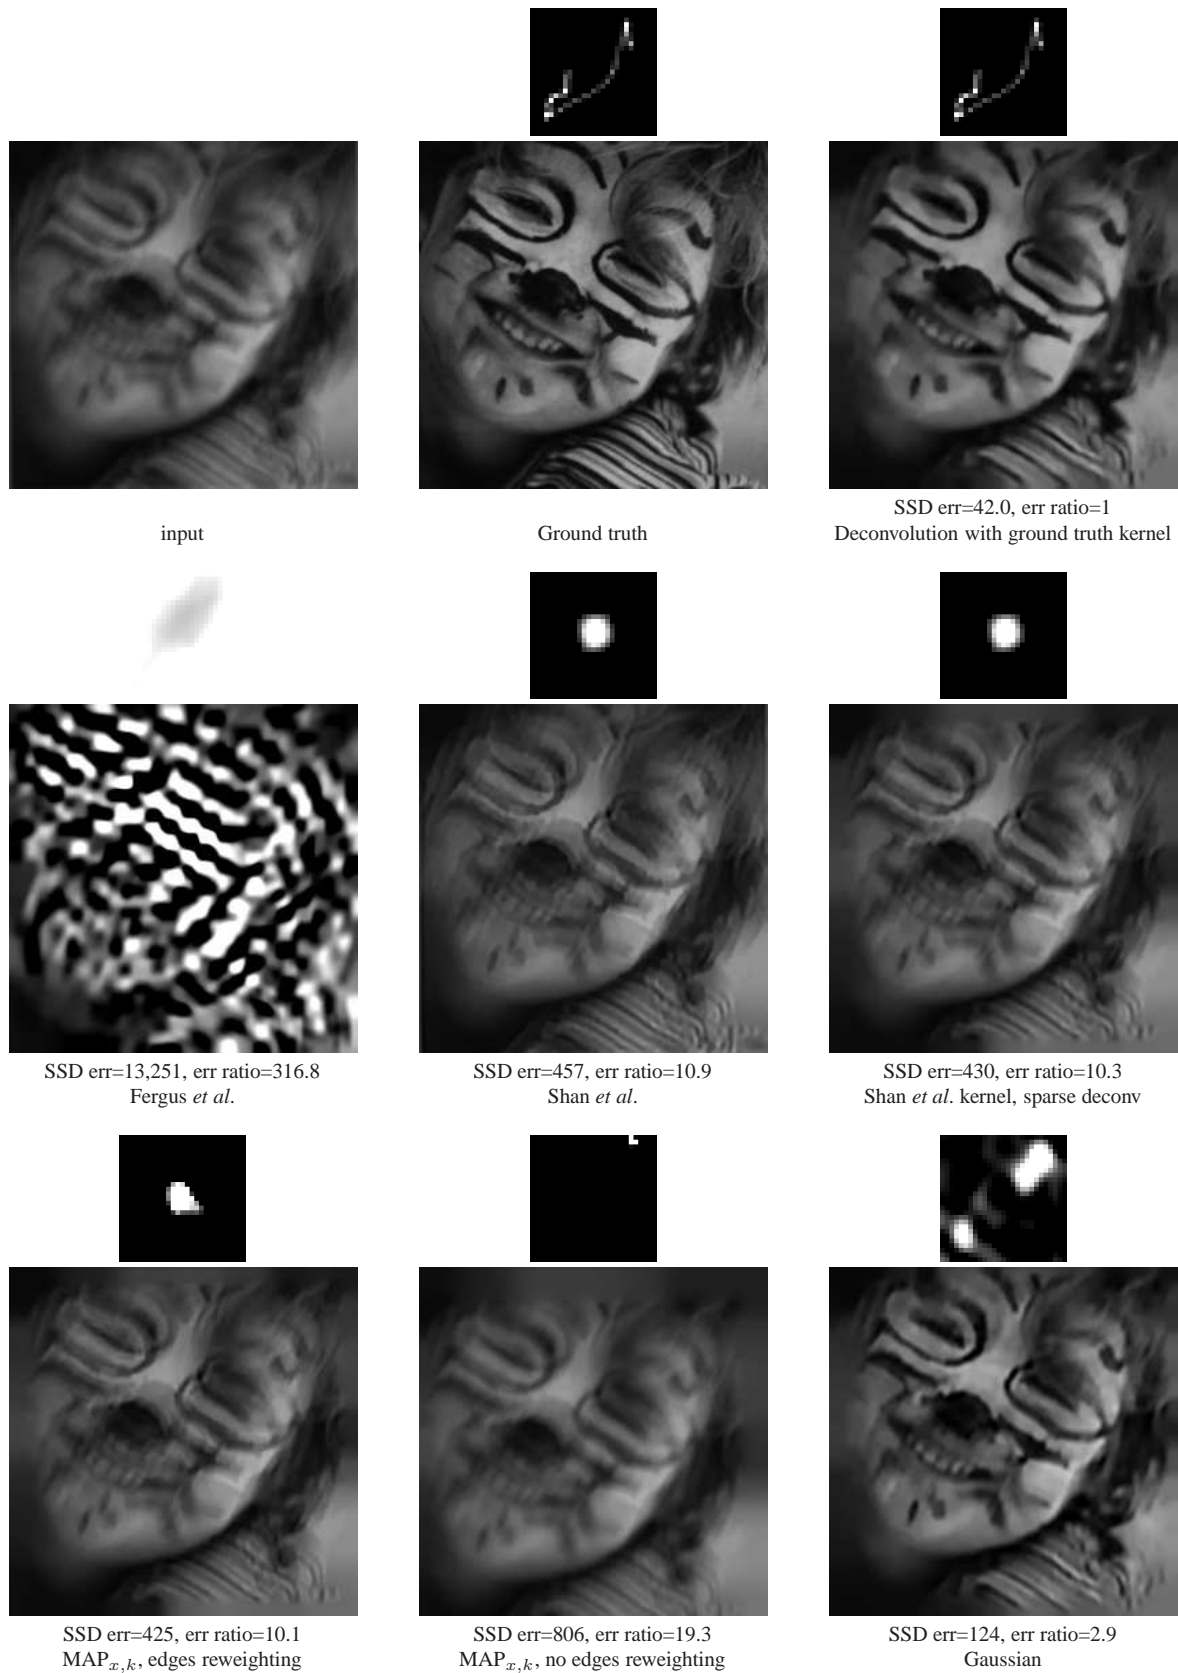 input
Ground truth
SSD err=42.0, err ratio=1
Deconvolution with ground truth kernel
SSD err=13,251, err ratio=316.8
Fergus et al.
SSD err=457, err ratio=10.9
Shan et al.
SSD err=430, err ratio=10.3
Shan et al. kernel, sparse deconv
SSD err=425, err ratio=10.1
MAPx,k, edges reweighting
SSD err=806, err ratio=19.3
MAPx,k, no edges reweighting
SSD err=124, err ratio=2.9
Gaussian